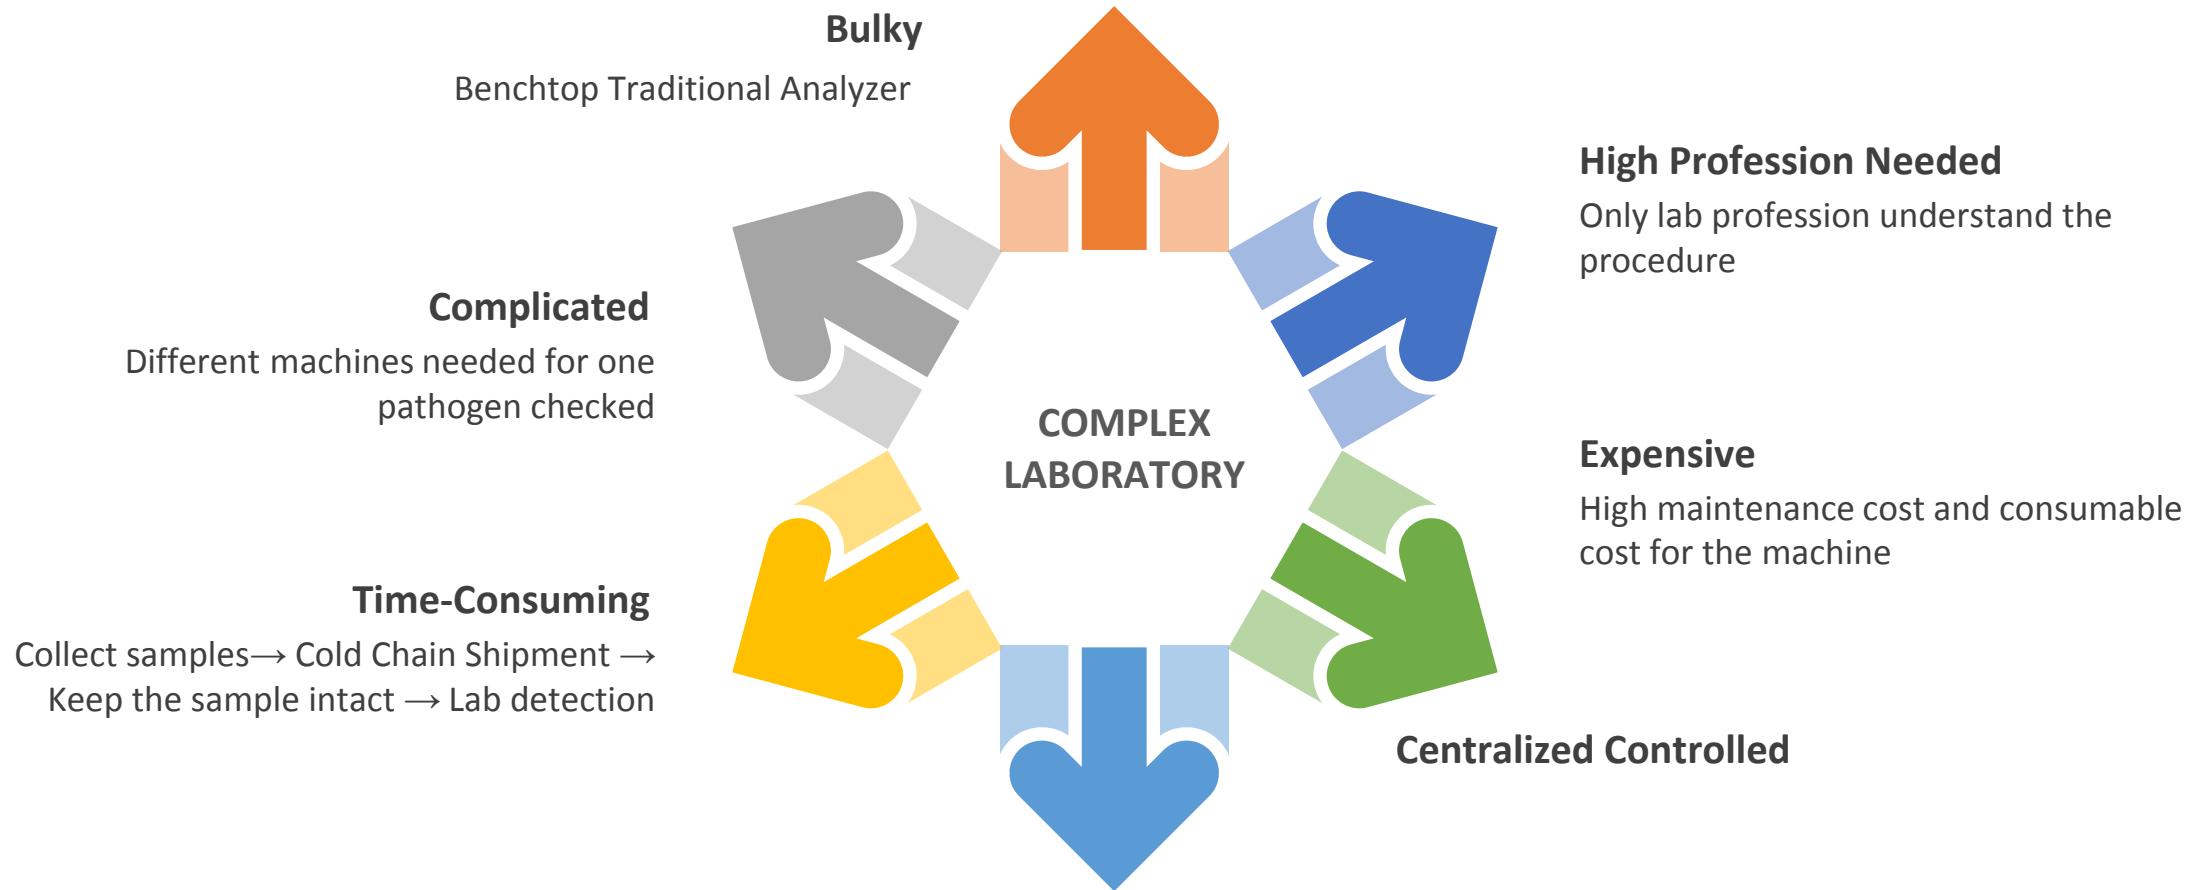 Bulky
Benchtop Traditional Analyzer
High Profession Needed
Only lab profession understand the
procedure
Complicated
Different machines needed for one
pathogen checked
COMPLEX
LABORATORY
Expensive
High maintenance cost and consumable
cost for the machine
Time-Consuming
Collect samples→ Cold Chain Shipment →
Keep the sample intact → Lab detection
Centralized Controlled